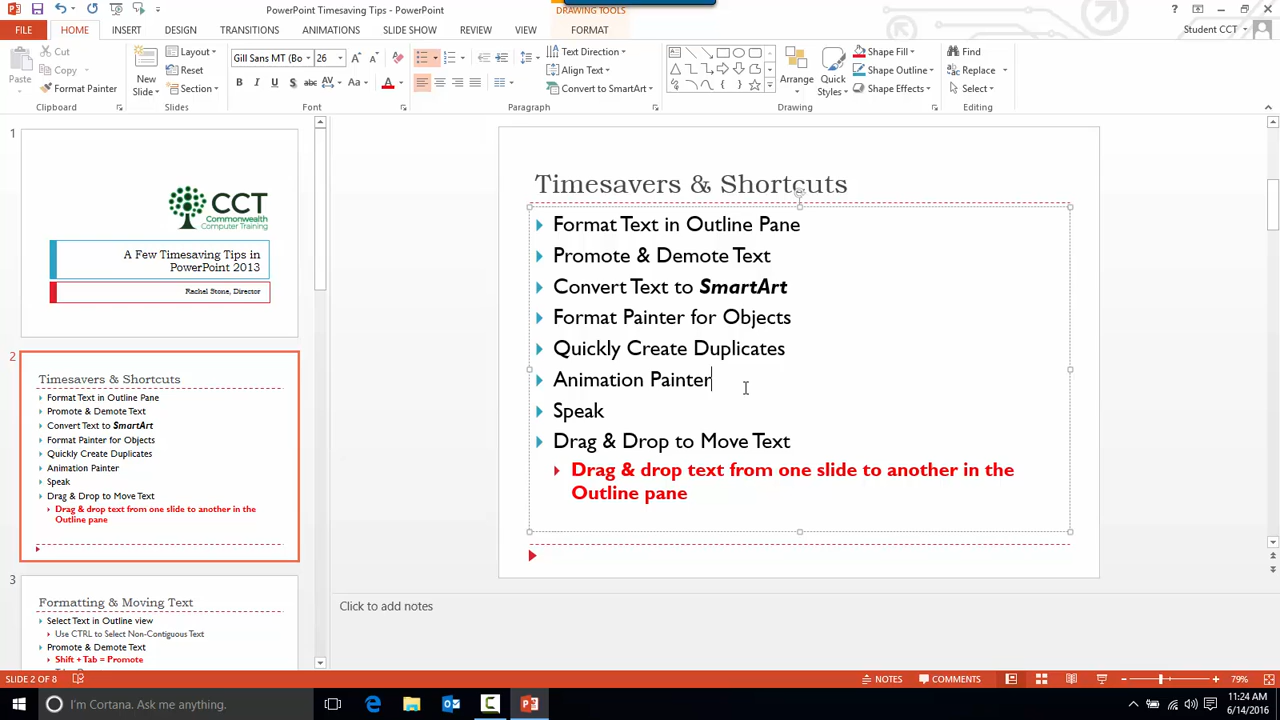 PowerPoint Timesaving Tips - PowerPoint
DRAWING TOOLS
FILE HOME INSERT DESIGN TRANSITIONS ANIMATIONS SLIDE SHOW REVIEW VIEW FORMAT
Student CCT
Cut
Copy
Format Painter
Paste
Clipboard
New Slide
Layout
Reset
Section
Slides
Gill Sans MT (Bo 26
B I U S abc AV Aa A
Font
Text Direction
Align Text
Convert to SmartArt
Paragraph
Arrange
Quick Styles
Shape Fill
Shape Outline
Shape Effects
Drawing
Find
Replace
Select
Editing
1
CCT
Commonwealth
Computer Training
A Few Timesaving Tips in
PowerPoint 2013
Rachel Stone, Director
2
Timesavers & Shortcuts
Format Text in Outline Pane
Promote & Demote Text
Convert Text to SmartArt
Format Painter for Objects
Quickly Create Duplicates
Animation Painter
Speak
Drag & Drop to Move Text
Drag & drop text from one slide to another in the
Outline pane
3
Formatting & Moving Text
Select Text in Outline view
Use CTRL to Select Non-Contiguous Text
Promote & Demote Text
Shift + Tab = Promote
Timesavers & Shortcuts
Format Text in Outline Pane
Promote & Demote Text
Convert Text to SmartArt
Format Painter for Objects
Quickly Create Duplicates
Animation Painter
Speak
Drag & Drop to Move Text
Drag & drop text from one slide to another in the
Outline pane
Click to add notes
SLIDE 2 OF 8
NOTES
COMMENTS
79%
I'm Cortana. Ask me anything.
11:24 AM
6/14/2016